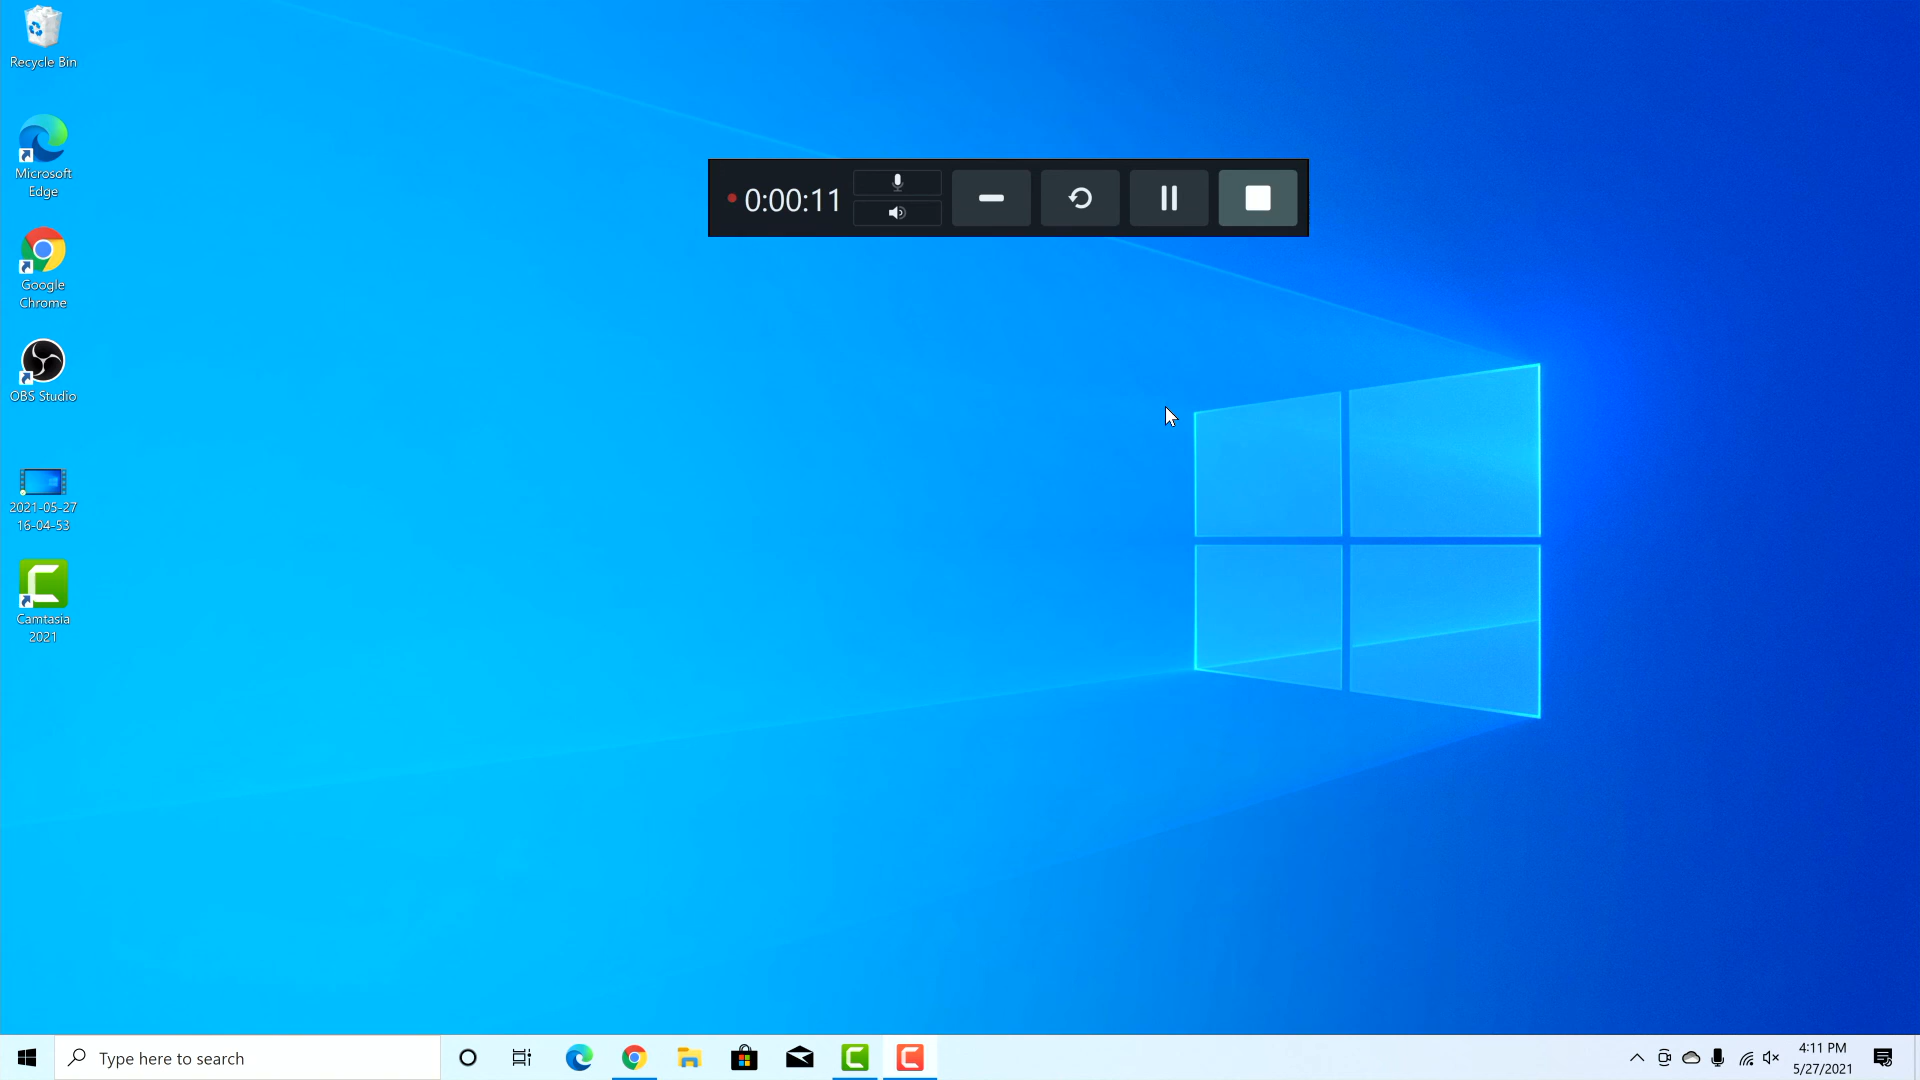 Recycle Bin
Microsoft
Edge
Google
Chrome
OBS Studio
2021-05-27
16-04-53
Camtasia
2021
0:00:11
Type here to search
4:11 PM
5/27/2021